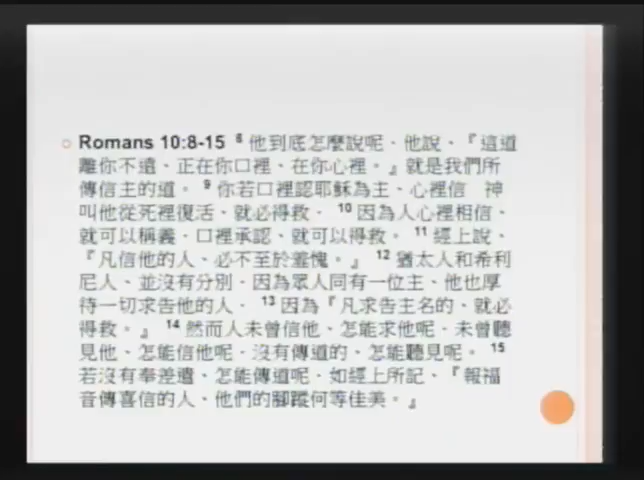 Romans 10:8-15 8 他到底怎麼說呢．他說、『這道
離你不遠、正在你口裡、在你心裡。』就是我們所
傳信主的道。 9 你若口裡認耶穌為主、心裡信 神
叫他從死裡復活、就必得救． 10 因為人心裡相信、
就可以稱義．口裡承認、就可以得救。 11 經上說、
『凡信他的人、必不至於羞愧。』 12 猶太人和希利
尼人、並沒有分別．因為眾人同有一位主、他也厚
待一切求告他的人． 13 因為『凡求告主名的、就必
得救。』 14 然而人未曾信他、怎能求他呢．未曾聽
見他、怎能信他呢．沒有傳道的、怎能聽見呢。 15
若沒有奉差遣、怎能傳道呢．如經上所記、『報福
音傳喜信的人、他們的腳蹤何等佳美。』